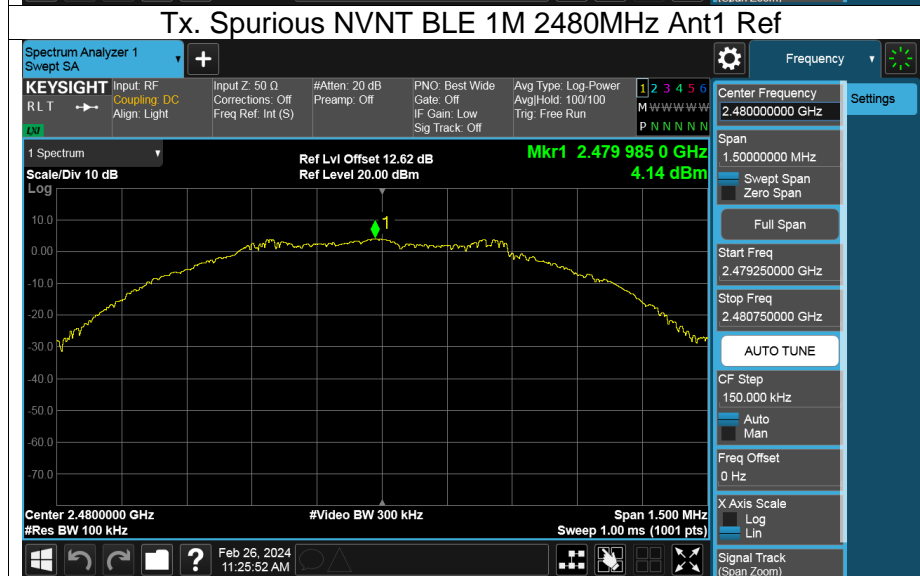 (Span Zoom)
Tx. Spurious NVNT BLE 1M 2480MHz Ant1 Ref
Spectrum Analyzer 1
Swept SA
+
Frequency
KEYSIGHT
R L T
LXI
Input: RF
Coupling: DC
Align: Light
Input Z: 50 Ω
Corrections: Off
Freq Ref: Int (S)
#Atten: 20 dB
Preamp: Off
PNO: Best Wide
Gate: Off
IF Gain: Low
Sig Track: Off
Avg Type: Log-Power
Avg|Hold: 100/100
Trig: Free Run
1 2 3 4 5 6
M W W W W W
P N N N N N
1 Spectrum
Scale/Div 10 dB
Log
Ref Lvl Offset 12.62 dB
Ref Level 20.00 dBm
Mkr1 2.479 985 0 GHz
4.14 dBm
1
10.0
0.00
-10.0
-20.0
-30.0
-40.0
-50.0
-60.0
-70.0
Center 2.4800000 GHz
#Res BW 100 kHz
#Video BW 300 kHz
Span 1.500 MHz
Sweep 1.00 ms (1001 pts)
?
Feb 26, 2024
11:25:52 AM
Center Frequency
2.480000000 GHz
Settings
Span
1.50000000 MHz
Swept Span
Zero Span
Full Span
Start Freq
2.479250000 GHz
Stop Freq
2.480750000 GHz
AUTO TUNE
CF Step
150.000 kHz
Auto
Man
Freq Offset
0 Hz
X Axis Scale
Log
Lin
Signal Track
(Span Zoom)